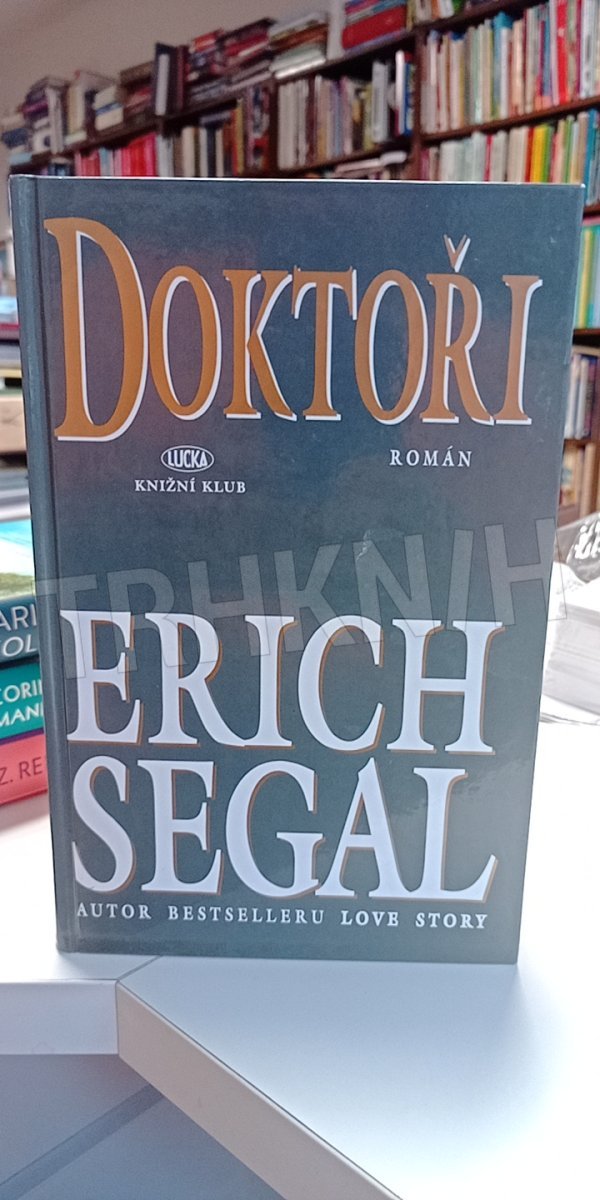 DOKTOŘI
LUCKA
KNIŽNÍ KLUB
ROMÁN
TRHKNIH
ERICH
SEGAL
AUTOR BESTSELLERU LOVE STORY